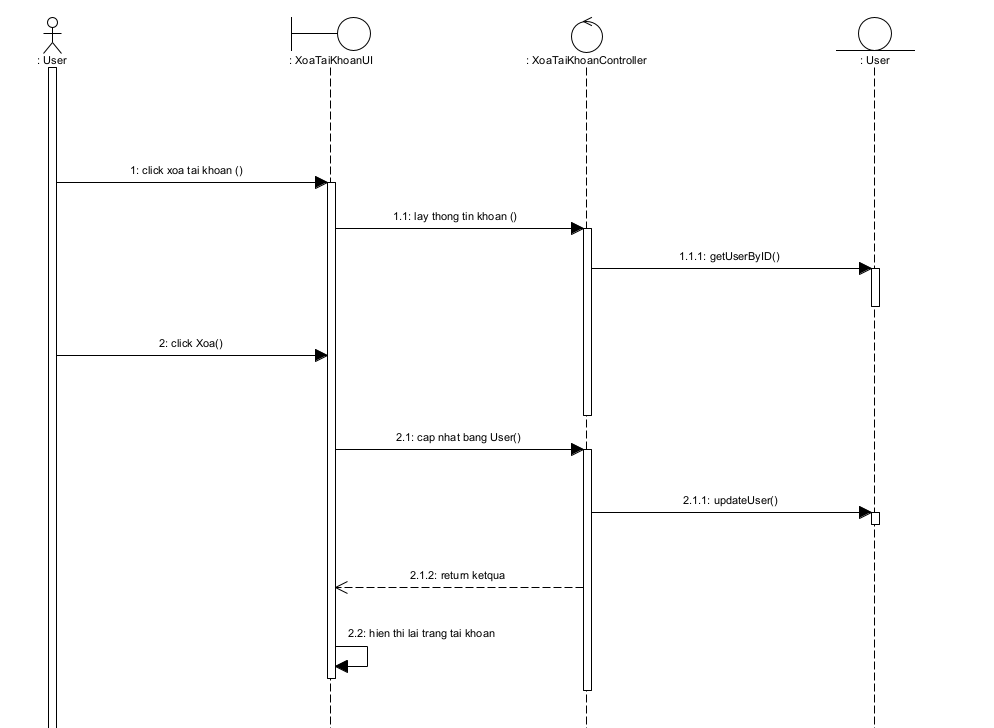 : User
: XoaTaiKhoanUI
: XoaTaiKhoanController
: User
1: click xoa tai khoan ()
1.1: lay thong tin khoan ()
1.1.1: getUserByID()
2: click Xoa()
2.1: cap nhat bang User()
2.1.1: updateUser()
2.1.2: return ketqua
2.2: hien thi lai trang tai khoan